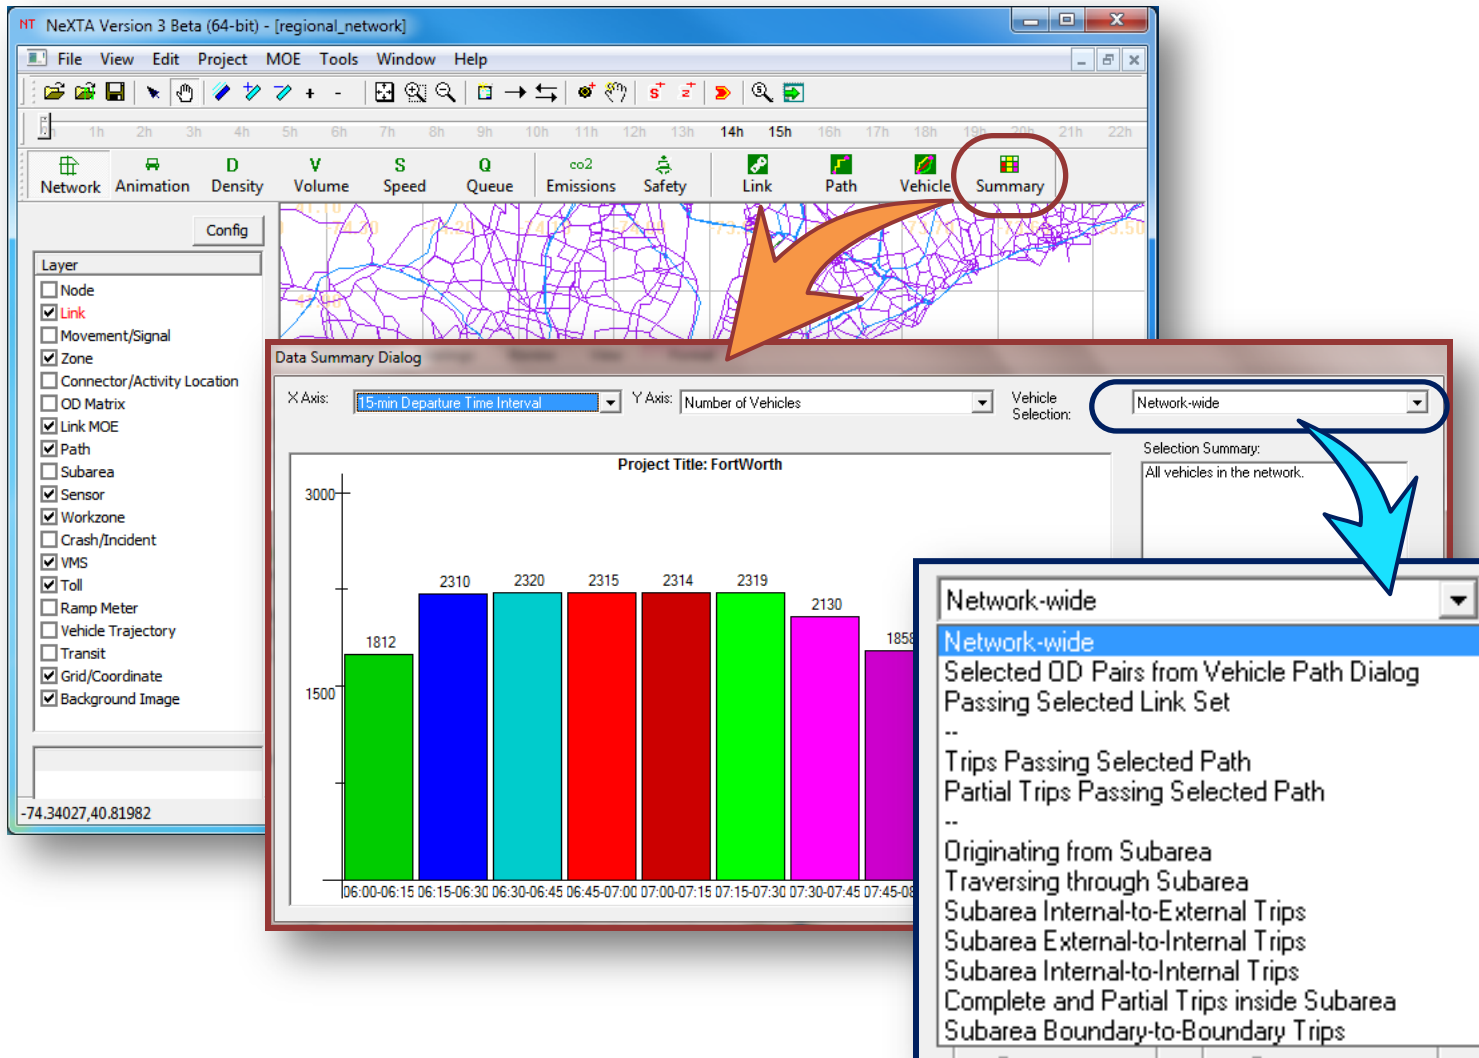 NT NeXTA Version 3 Beta (64-bit) - [regional_network]
File View Edit Project MOE Tools Window Help
1h 2h 3h 4h 5h 6h 7h 8h 9h 10h 11h 12h 13h 14h 15h 16h 17h 18h 19h 20h 21h 22h
D V S Q co2
Network Animation Density Volume Speed Queue Emissions Safety Link Path Vehicle Summary
Config
Layer
Node
Link
Movement/Signal
Zone
Connector/Activity Location
OD Matrix
Link MOE
Path
Subarea
Sensor
Workzone
Crash/Incident
VMS
Toll
Ramp Meter
Vehicle Trajectory
Transit
Grid/Coordinate
Background Image
-74.34027,40.81982
Data Summary Dialog
X Axis: 15-min Departure Time Interval Y Axis: Number of Vehicles Vehicle Selection: Network-wide
Selection Summary:
All vehicles in the network.
Project Title: FortWorth
3000
2310 2320 2315 2314 2319
2130
1812 1858
1500
06:00-06:15 06:15-06:30 06:30-06:45 06:45-07:00 07:00-07:15 07:15-07:30 07:30-07:45 07:45-08
Network-wide
Network-wide
Selected OD Pairs from Vehicle Path Dialog
Passing Selected Link Set
--
Trips Passing Selected Path
Partial Trips Passing Selected Path
--
Originating from Subarea
Traversing through Subarea
Subarea Internal-to-External Trips
Subarea External-to-Internal Trips
Subarea Internal-to-Internal Trips
Complete and Partial Trips inside Subarea
Subarea Boundary-to-Boundary Trips